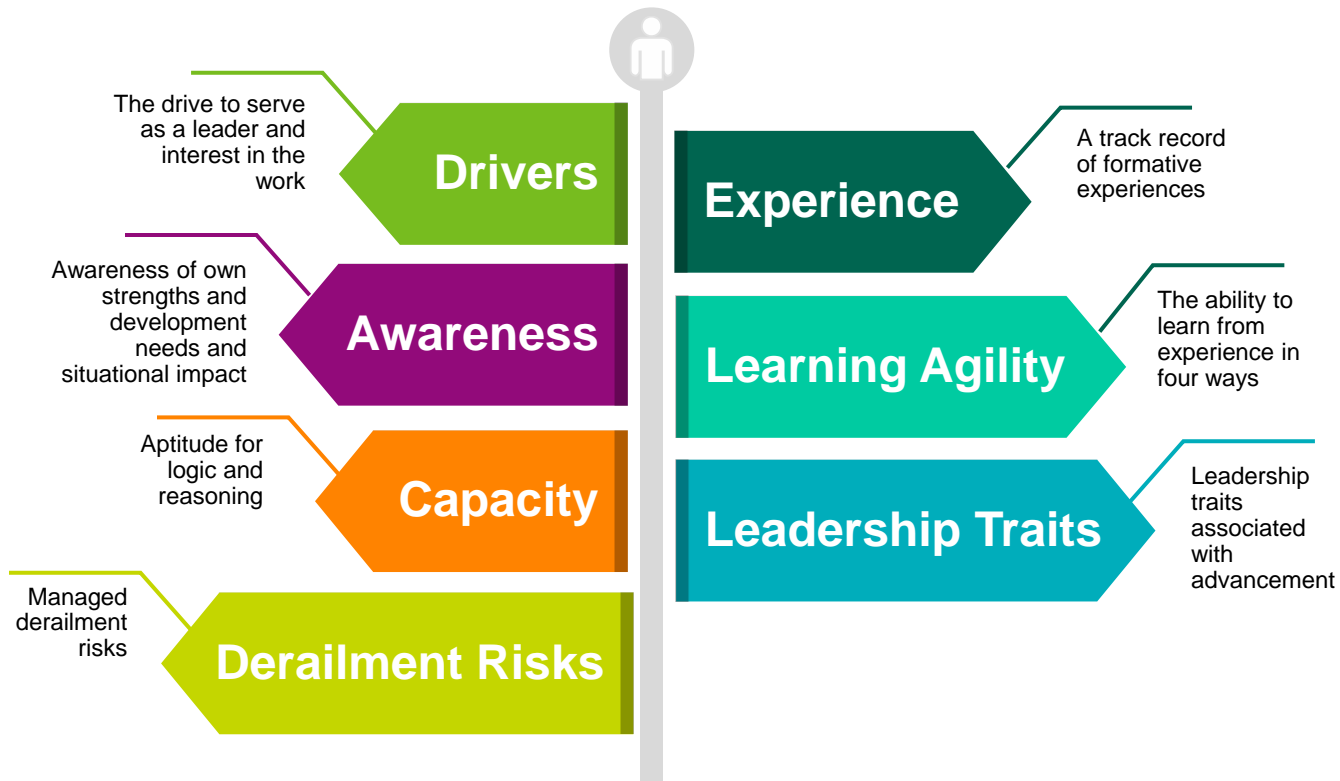 The drive to serve
as a leader and
interest in the
work
Drivers
Experience
A track record
of formative
experiences
Awareness of own
strengths and
development
needs and
situational impact
Awareness
Learning Agility
The ability to
learn from
experience in
four ways
Aptitude for
logic and
reasoning
Capacity
Leadership Traits
Leadership
traits
associated
with
advancement
Managed
derailment
risks
Derailment Risks